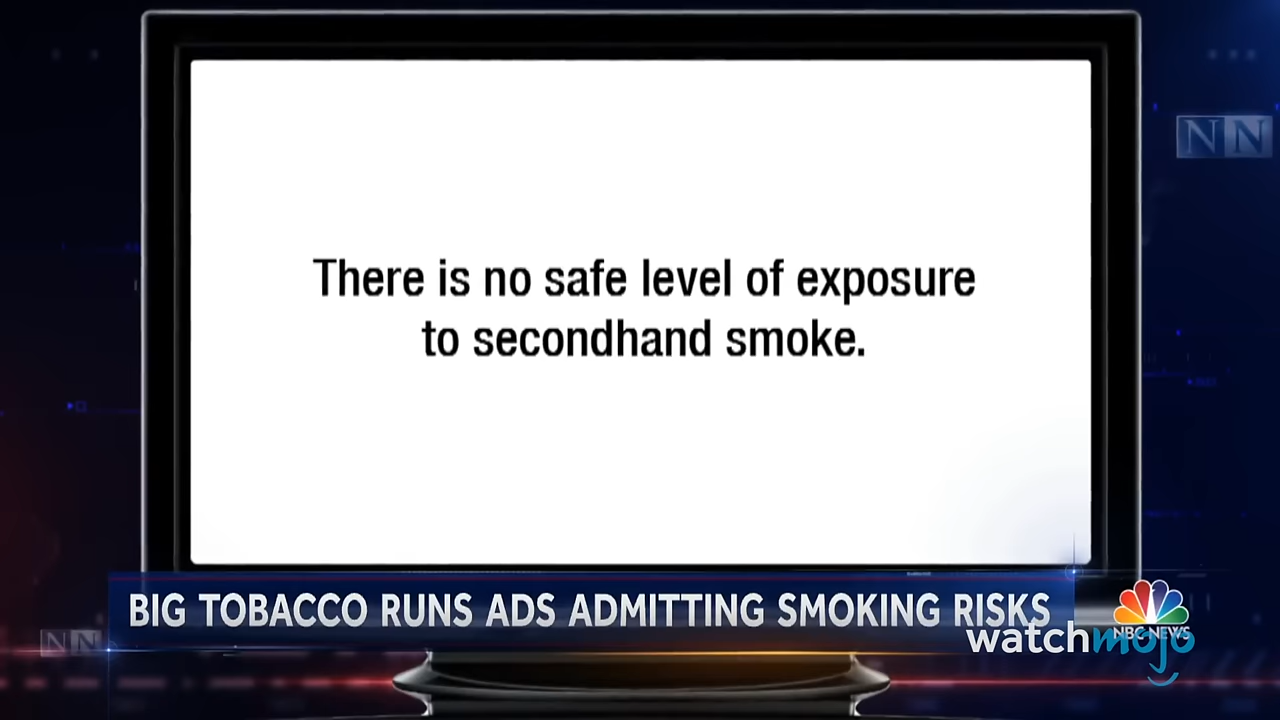 NN
There is no safe level of exposure
to secondhand smoke.
BIG TOBACCO RUNS ADS ADMITTING SMOKING RISKS
NN
NBC NEWS
watchmojo